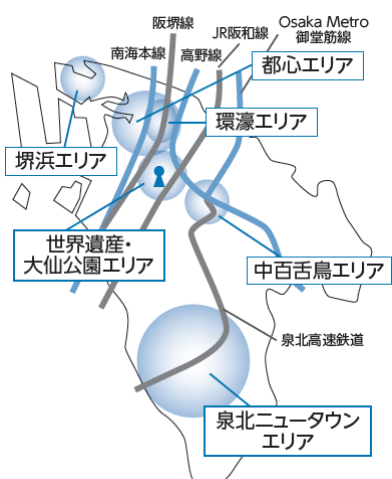 阪堺線
南海本線
高野線
JR阪和線
Osaka Metro
御堂筋線
都心エリア
環濠エリア
堺浜エリア
世界遺産・
大仙公園エリア
中百舌鳥エリア
泉北高速鉄道
泉北ニュータウン
エリア